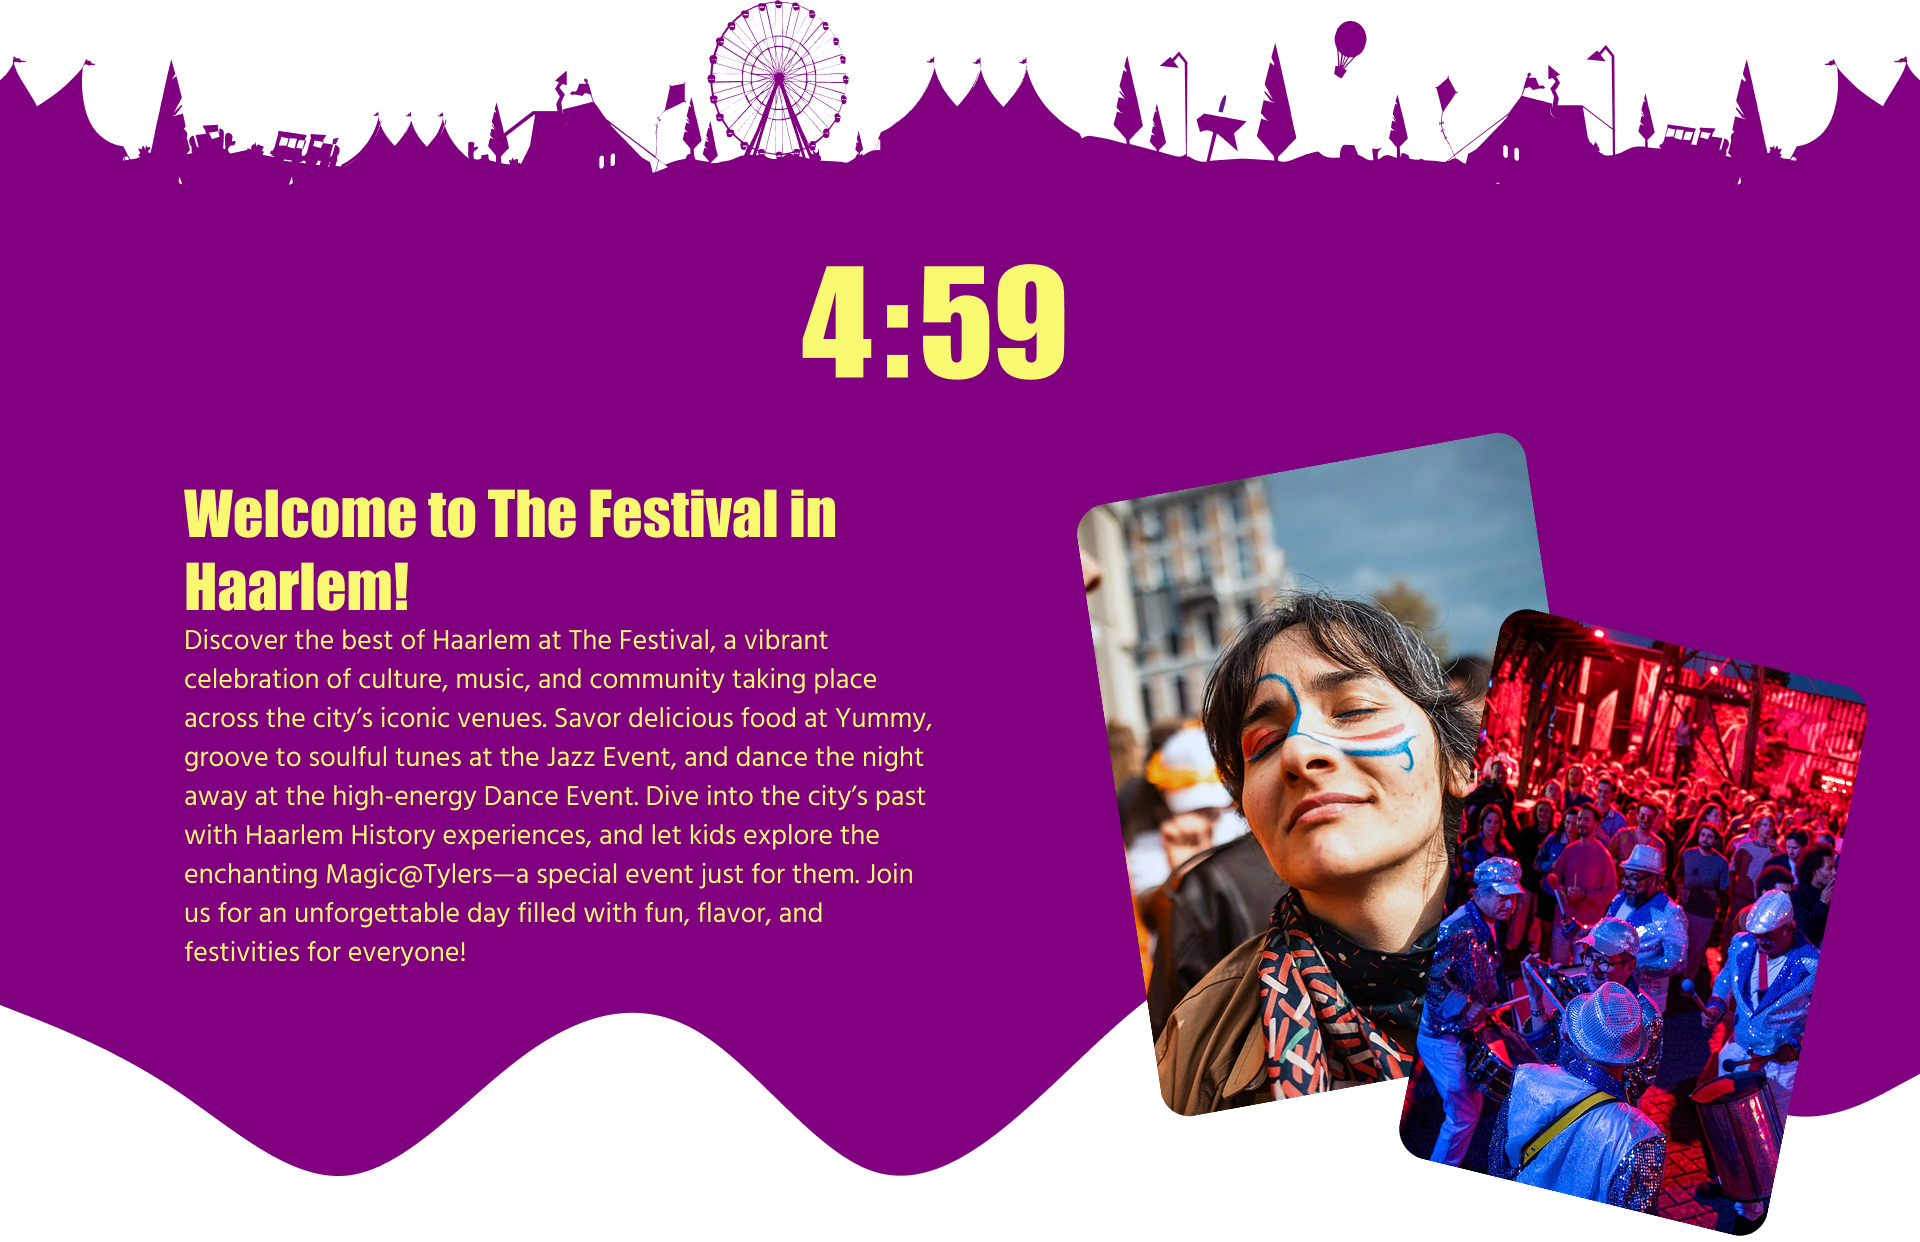 4:59
Welcome to The Festival in
Haarlem!
Discover the best of Haarlem at The Festival, a vibrant
celebration of culture, music, and community taking place
across the city’s iconic venues. Savor delicious food at Yummy,
groove to soulful tunes at the Jazz Event, and dance the night
away at the high-energy Dance Event. Dive into the city’s past
with Haarlem History experiences, and let kids explore the
enchanting Magic@Tylers—a special event just for them. Join
us for an unforgettable day filled with fun, flavor, and
festivities for everyone!